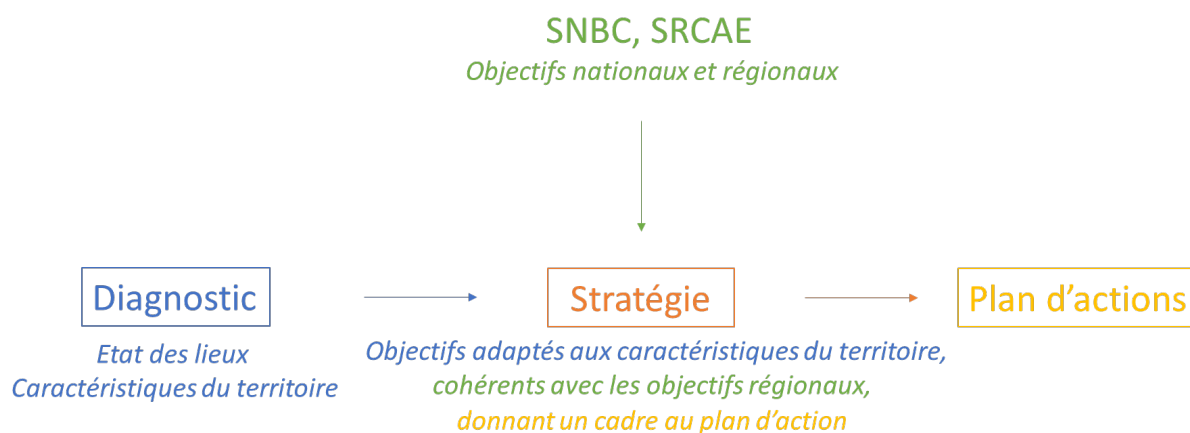 SNBC, SRCAE
Objectifs nationaux et régionaux
Diagnostic
Stratégie
Plan d'actions
Etat des lieux
Caractéristiques du territoire
Objectifs adaptés aux caractéristiques du territoire,
cohérents avec les objectifs régionaux,
donnant un cadre au plan d'action